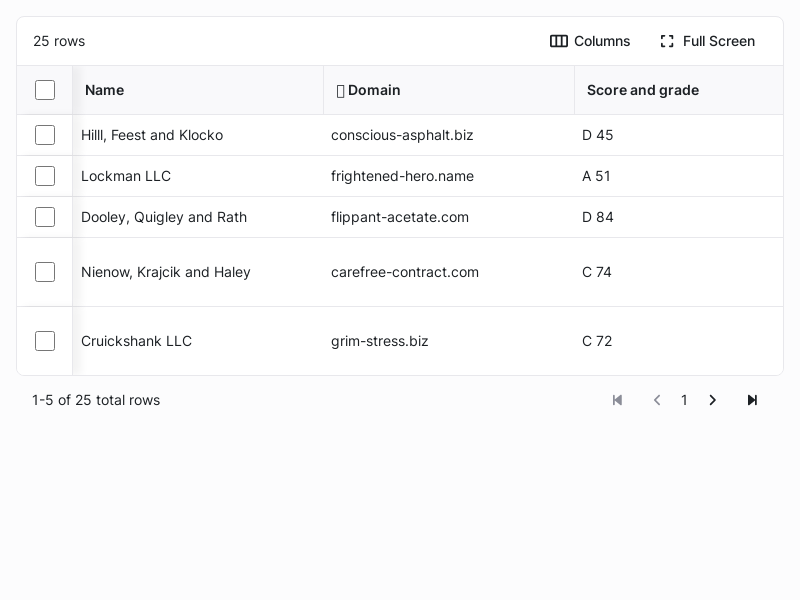 25 rows Columns Full Screen
Name Domain Score and grade
Hilll, Feest and Klocko conscious-asphalt.biz D 45
Lockman LLC frightened-hero.name A 51
Dooley, Quigley and Rath flippant-acetate.com D 84
Nienow, Krajcik and Haley carefree-contract.com C 74
Cruickshank LLC grim-stress.biz C 72
1-5 of 25 total rows 1